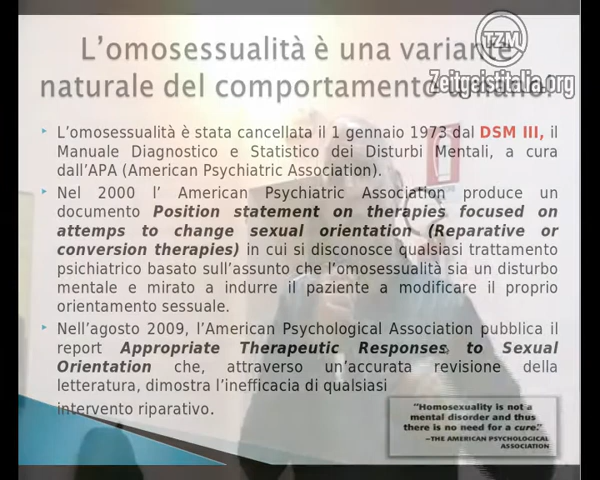 L'omosessualità è una variante
naturale del comportamento umano!
TZM
Zeitgeistitalia.org
L'omosessualità è stata cancellata il 1 gennaio 1973 dal DSM III, il
Manuale Diagnostico e Statistico dei Disturbi Mentali, a cura
dall'APA (American Psychiatric Association).
Nel 2000 l' American Psychiatric Association produce un
documento Position statement on therapies focused on
attemps to change sexual orientation (Reparative or
conversion therapies) in cui si disconosce qualsiasi trattamento
psichiatrico basato sull'assunto che l'omosessualità sia un disturbo
mentale e mirato a indurre il paziente a modificare il proprio
orientamento sessuale.
Nell'agosto 2009, l'American Psychological Association pubblica il
report Appropriate Therapeutic Responses to Sexual
Orientation che, attraverso un'accurata revisione della
letteratura, dimostra l'inefficacia di qualsiasi
intervento riparativo.
"Homosexuality is not a
mental disorder and thus
there is no need for a cure."
--THE AMERICAN PSYCHOLOGICAL
ASSOCIATION